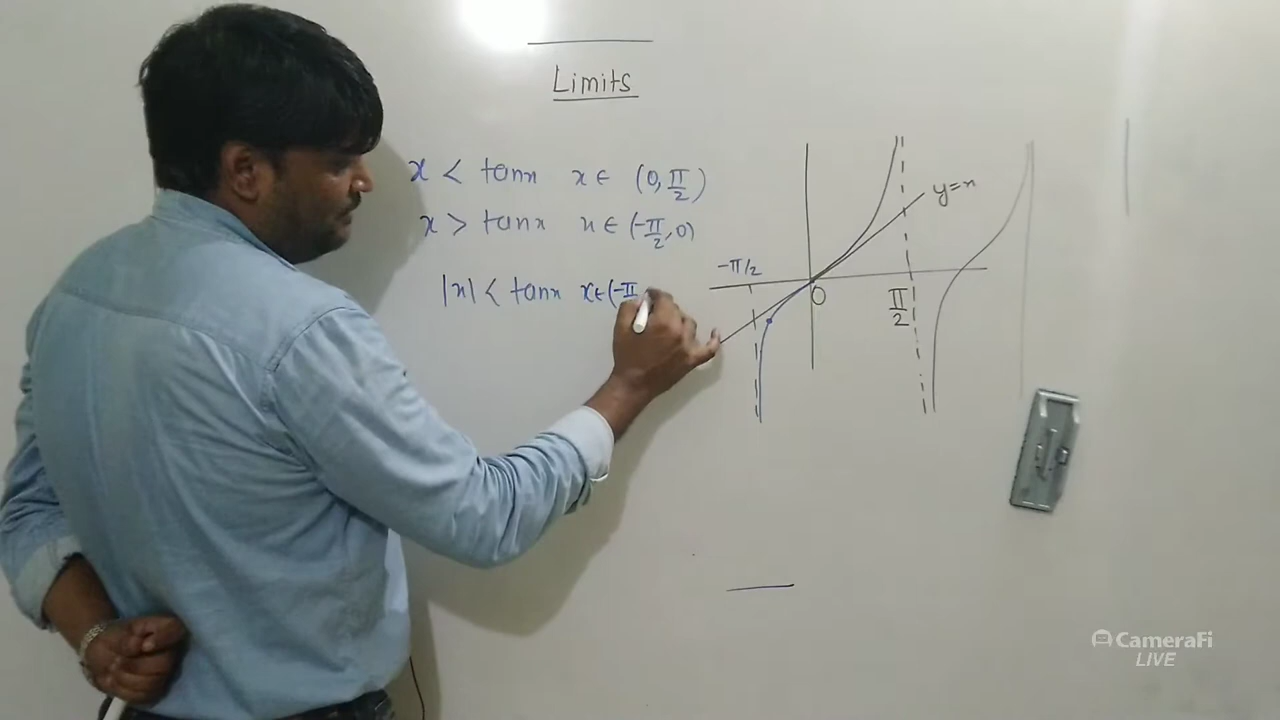 Limits
x < tanx x ∈ (0, π/2)
x > tanx x ∈ (-π/2, 0)
|x| < tanx x ∈ (-π
y=x
-π/2
0
π/2
CameraFi
LIVE